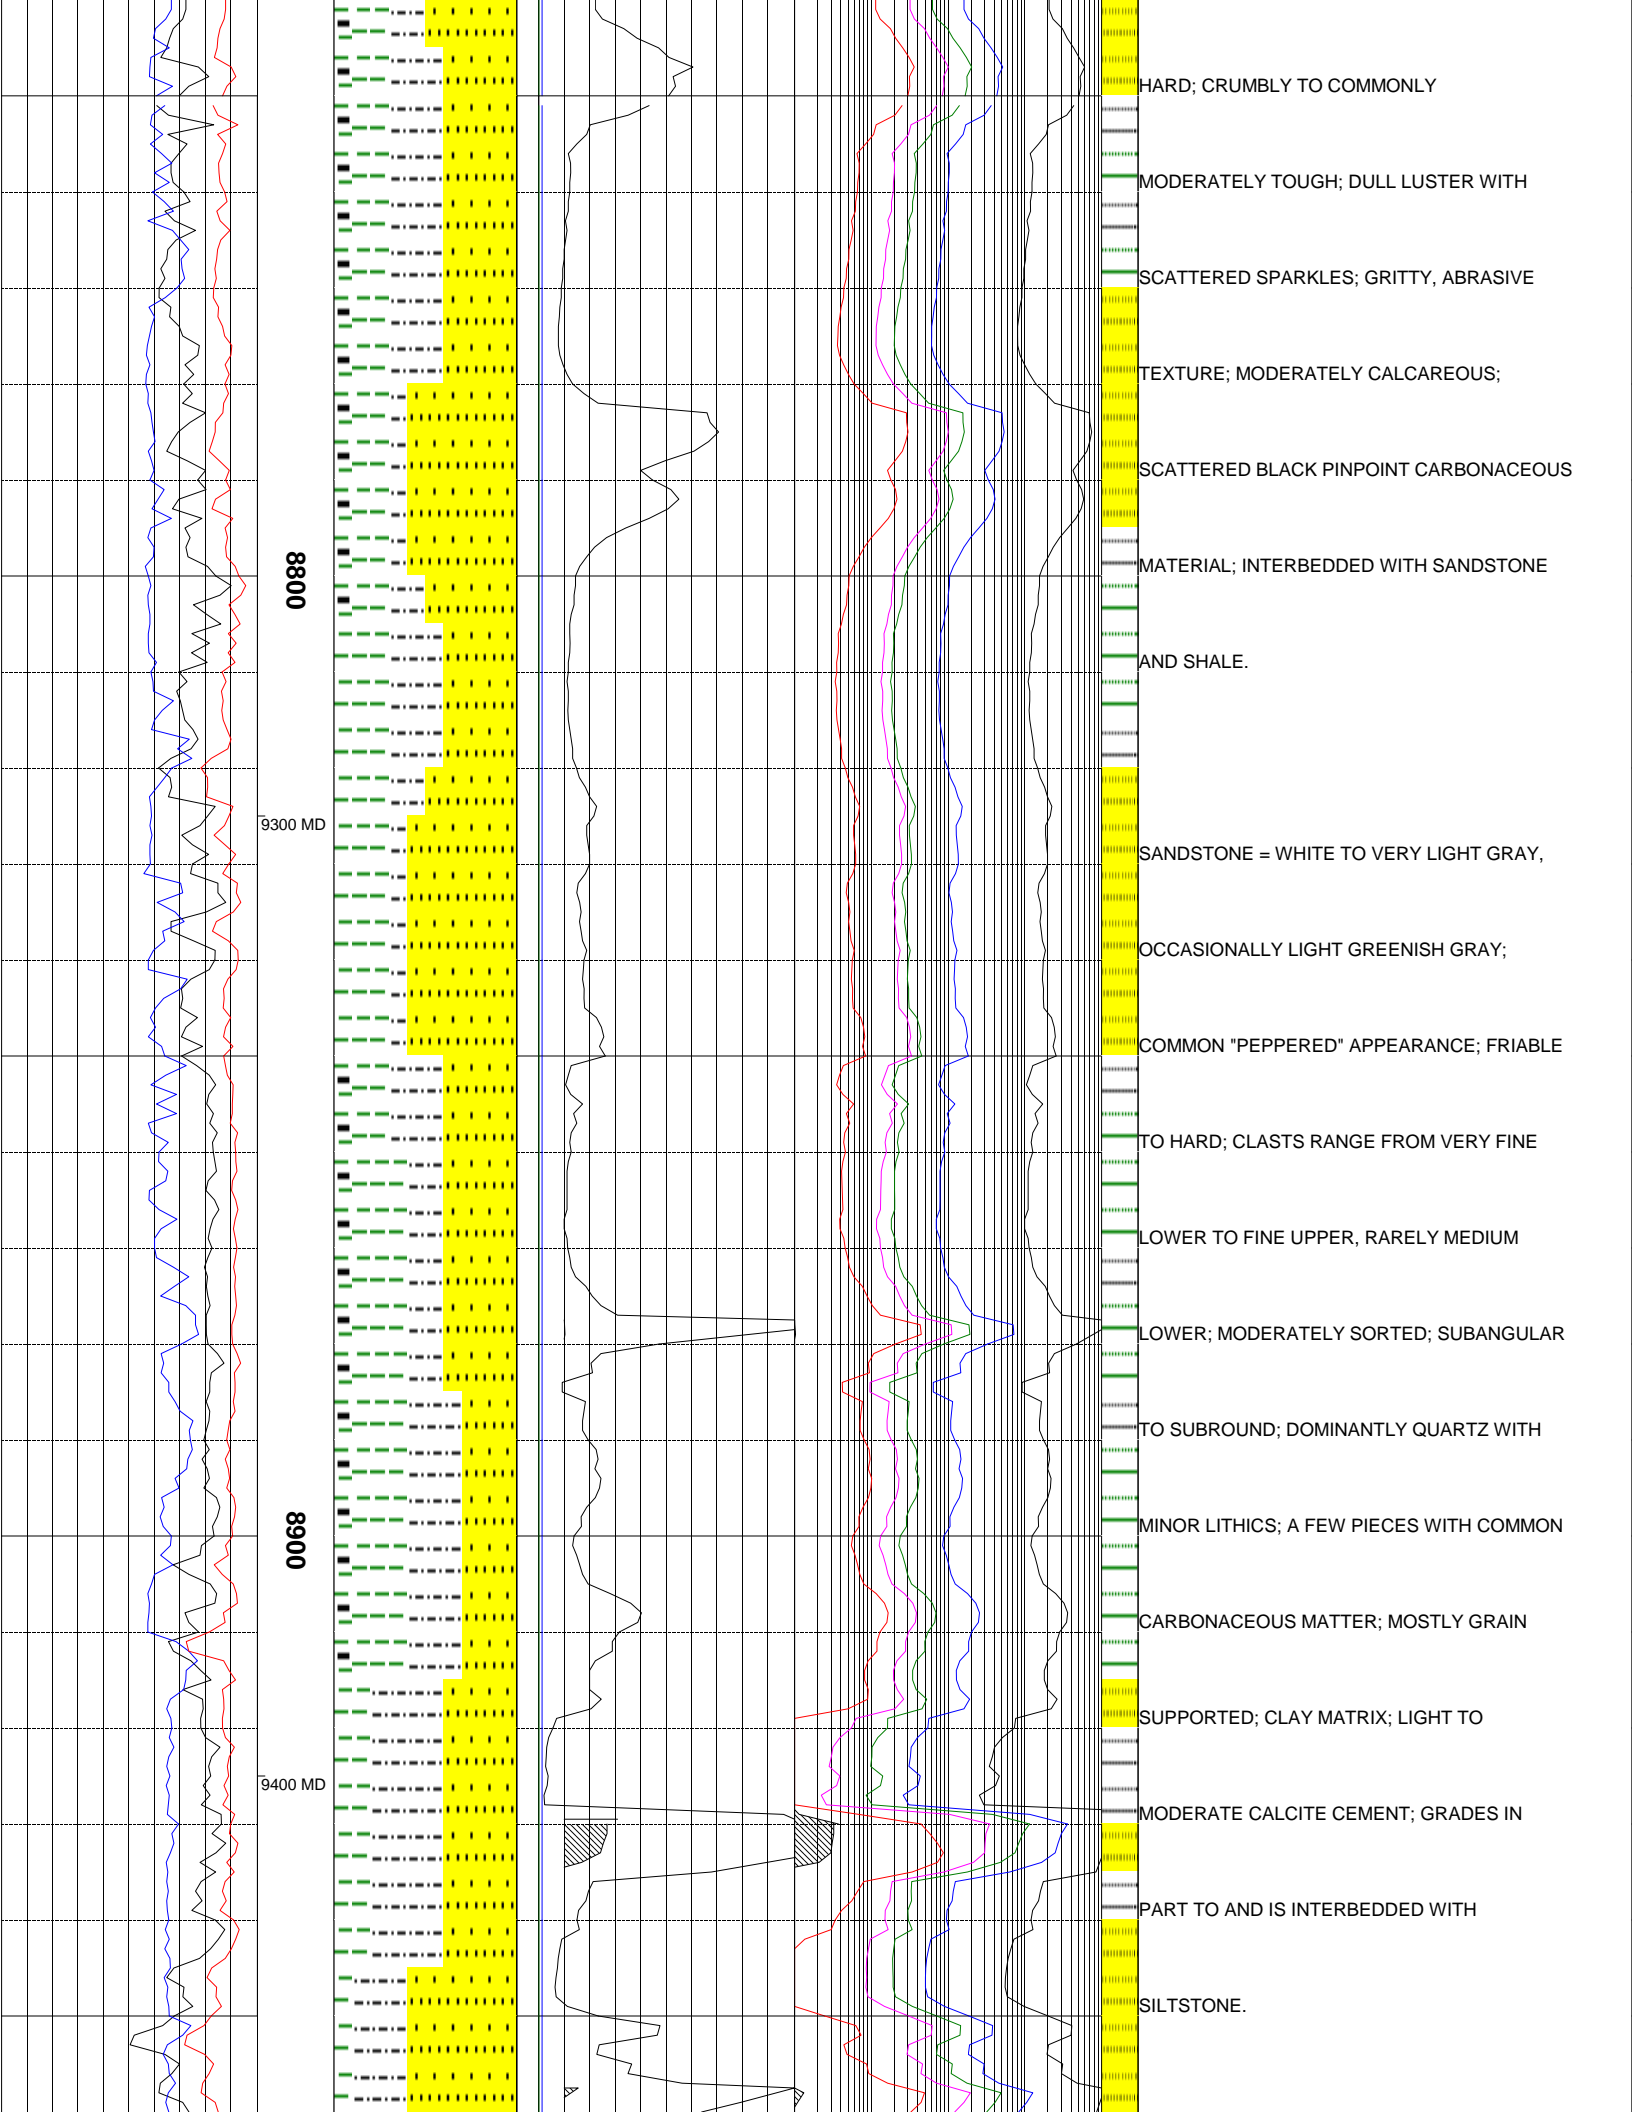 HARD; CRUMBLY TO COMMONLY
MODERATELY TOUGH; DULL LUSTER WITH
SCATTERED SPARKLES; GRITTY, ABRASIVE
TEXTURE; MODERATELY CALCAREOUS;
SCATTERED BLACK PINPOINT CARBONACEOUS
8800
MATERIAL; INTERBEDDED WITH SANDSTONE
AND SHALE.
9300 MD
SANDSTONE = WHITE TO VERY LIGHT GRAY,
OCCASIONALLY LIGHT GREENISH GRAY;
COMMON "PEPPERED" APPEARANCE; FRIABLE
TO HARD; CLASTS RANGE FROM VERY FINE
LOWER TO FINE UPPER, RARELY MEDIUM
LOWER; MODERATELY SORTED; SUBANGULAR
TO SUBROUND; DOMINANTLY QUARTZ WITH
8900
MINOR LITHICS; A FEW PIECES WITH COMMON
CARBONACEOUS MATTER; MOSTLY GRAIN
SUPPORTED; CLAY MATRIX; LIGHT TO
9400 MD
MODERATE CALCITE CEMENT; GRADES IN
PART TO AND IS INTERBEDDED WITH
SILTSTONE.